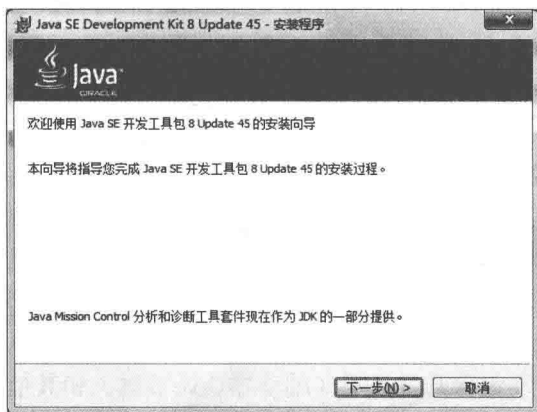 Java SE Development Kit 8 Update 45 - 安装程序
Java
ORACLE
欢迎使用 Java SE 开发工具包 8 Update 45 的安装向导
本向导将指导您完成 Java SE 开发工具包 8 Update 45 的安装过程。
Java Mission Control 分析和诊断工具套件现在作为 JDK 的一部分提供。
下一步(N) >
取消